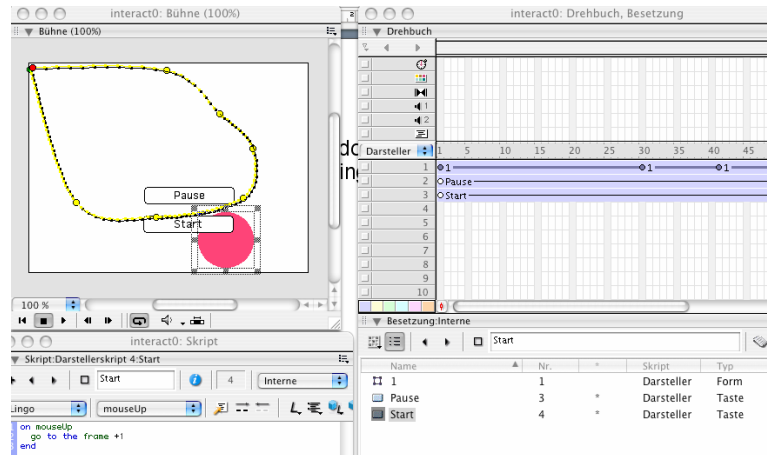 interact0: Bühne (100%)
Bühne (100%)
Pause
Start
100 %
interact0: Skript
Skript:Darstellerskript 4:Start
Start
4
Interne
Lingo
mouseUp
on mouseUp
go to the frame +1
end
interact0: Drehbuch, Besetzung
Drehbuch
1
2
Darsteller
1 5 10 15 20 25 30 35 40 45
1 1 1 1
2 Pause
3 Start
4
5
6
7
8
9
10
Besetzung:Interne
Start
Name Nr. * Skript Typ
1 1 Darsteller Form
Pause 3 * Darsteller Taste
Start 4 * Darsteller Taste